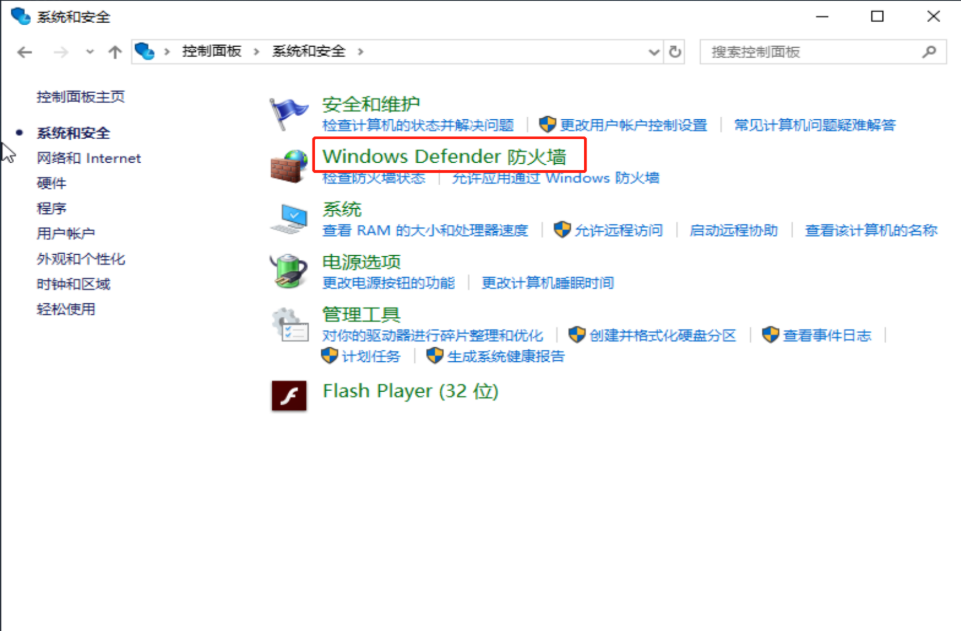 系统和安全
控制面板 系统和安全
搜索控制面板
控制面板主页
系统和安全
网络和 Internet
硬件
程序
用户帐户
外观和个性化
时钟和区域
轻松使用
安全和维护
检查计算机的状态并解决问题 更改用户帐户控制设置 常见计算机问题疑难解答
Windows Defender 防火墙
检查防火墙状态 允许应用通过 Windows 防火墙
系统
查看 RAM 的大小和处理器速度 允许远程访问 启动远程协助 查看该计算机的名称
电源选项
更改电源按钮的功能 更改计算机睡眠时间
管理工具
对你的驱动器进行碎片整理和优化 创建并格式化硬盘分区 查看事件日志
计划任务 生成系统健康报告
Flash Player (32 位)